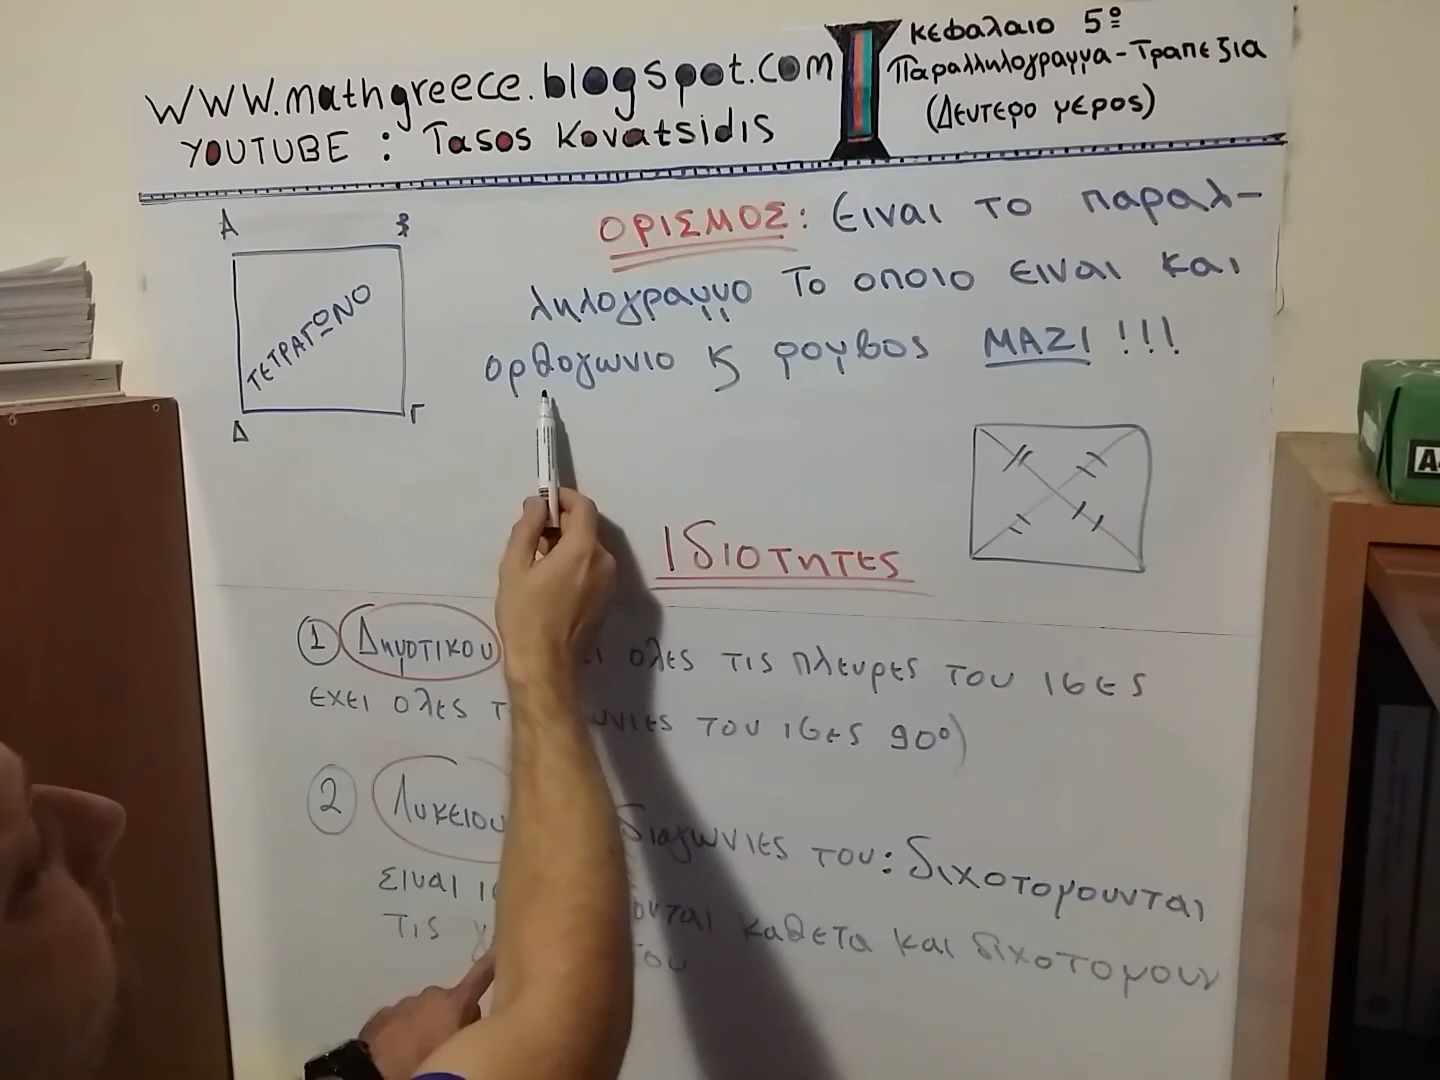 www.mathgreece.blogspot.com
YOUTUBE : Tasos Kovatsidis
κεφαλαιο 5º
Παραλληλογραμμα-Τραπεζια
(Δευτερο μερος)
Α Β
ΤΕΤΡΑΓΩΝΟ
Δ Γ
ΟΡΙΣΜΟΣ: Ειναι το παραλ-
ληλογραμμο Το οποιο ειναι και
ορθογωνιο ϗ ρομβος ΜΑΖΙ !!!
Ιδιοτητες
1 Δημοτικου ολες τις πλευρες του ισες
εχει ολες του ισες 90°)
2 Λυκειου διαγωνιες του: διχοτομουνται
ειναι καθετα και διχοτομουν
τις του